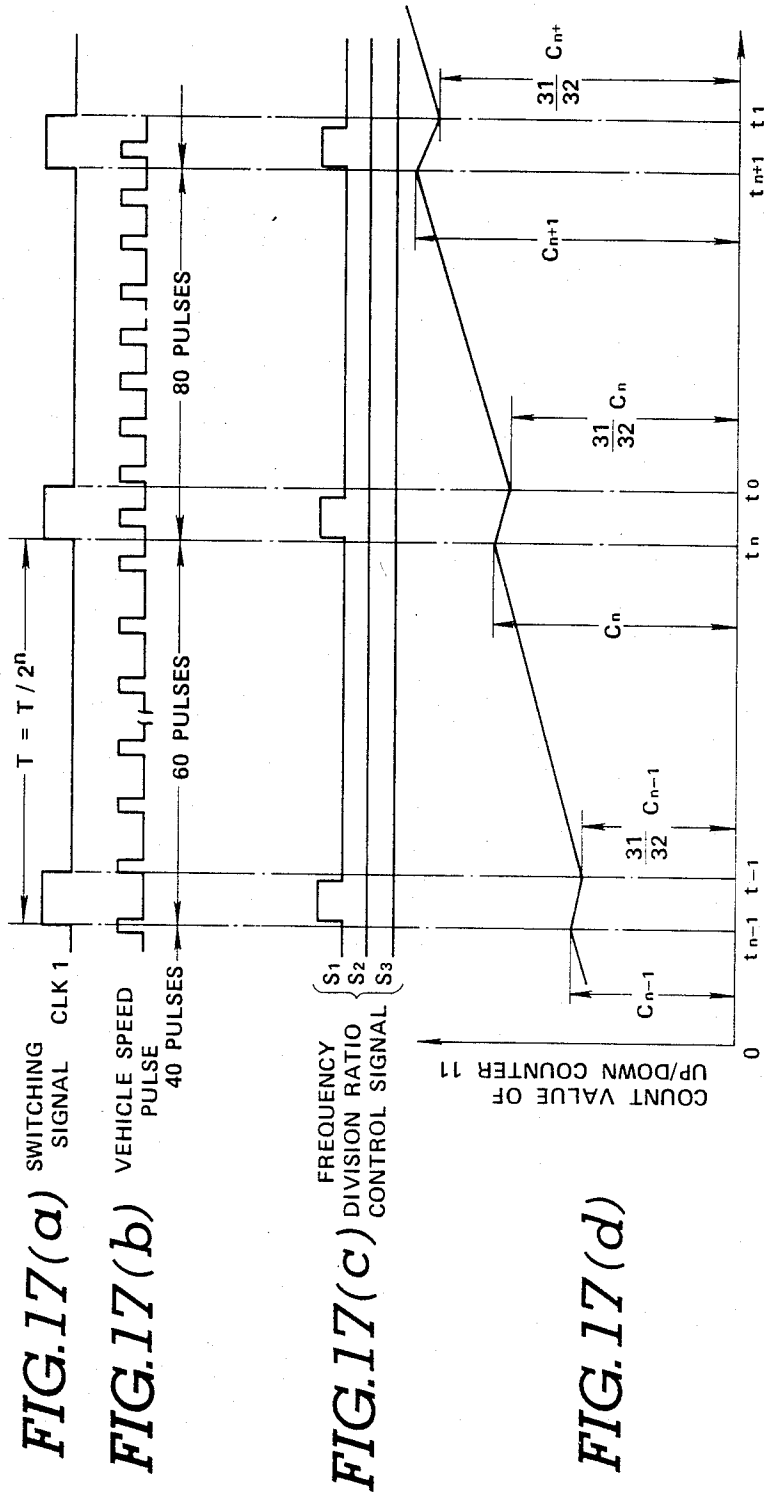 FIG.17(a) SWITCHING SIGNAL CLK 1
T = T / 2ⁿ
FIG.17(b) VEHICLE SPEED PULSE
40 PULSES
60 PULSES
80 PULSES
FIG.17(c) FREQUENCY DIVISION RATIO CONTROL SIGNAL
S1
S2
S3
FIG.17(d)
COUNT VALUE OF
UP/DOWN COUNTER 11
Cn-1
31/32 Cn-1
Cn
31/32 Cn
Cn+1
31/32 Cn+
0 tn-1 t-1 tn t0 tn+1 t1